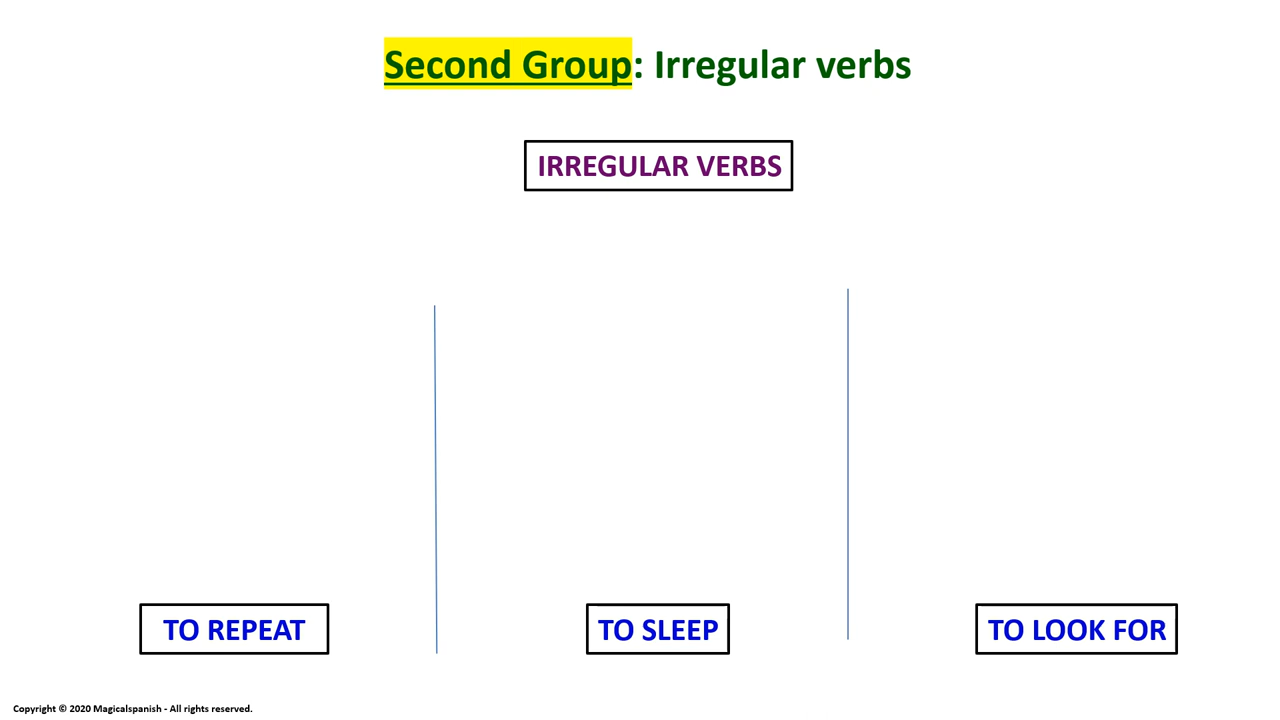 Second Group: Irregular verbs
IRREGULAR VERBS
TO REPEAT
TO SLEEP
TO LOOK FOR
Copyright © 2020 Magicalspanish - All rights reserved.